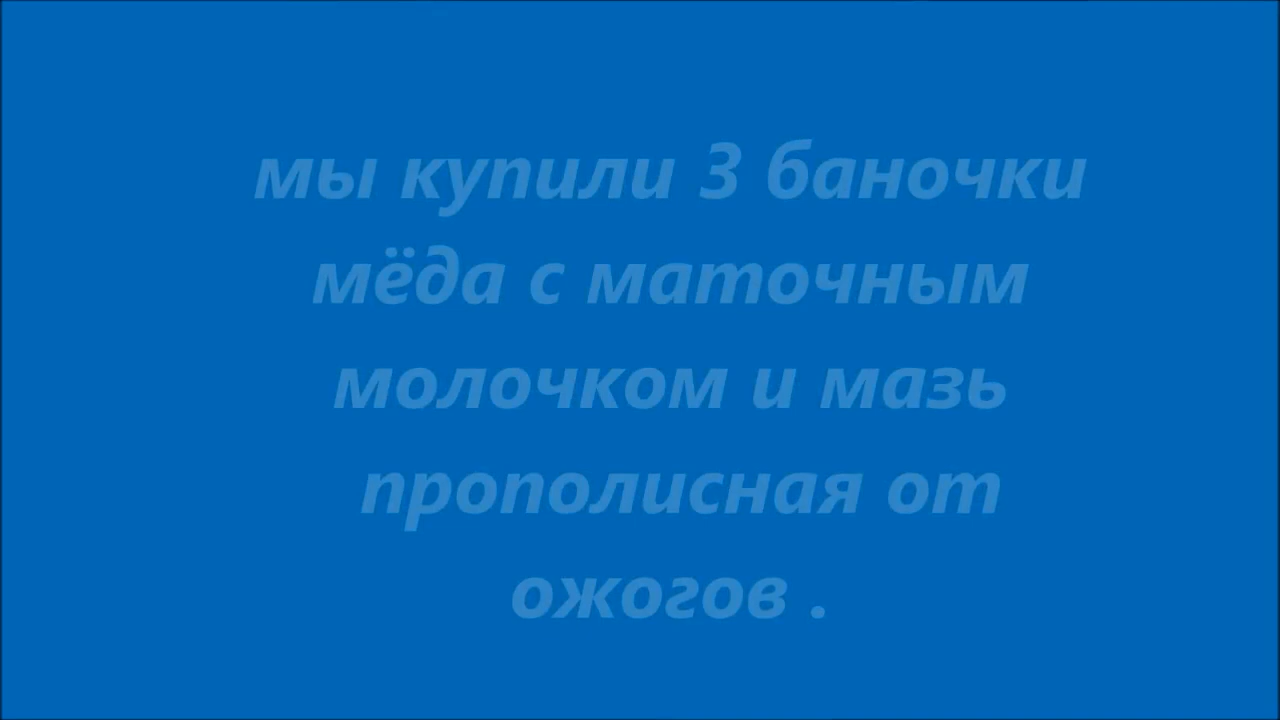 мы купили 3 баночки
мёда с маточным
молочком и мазь
прополисная от
ожогов .